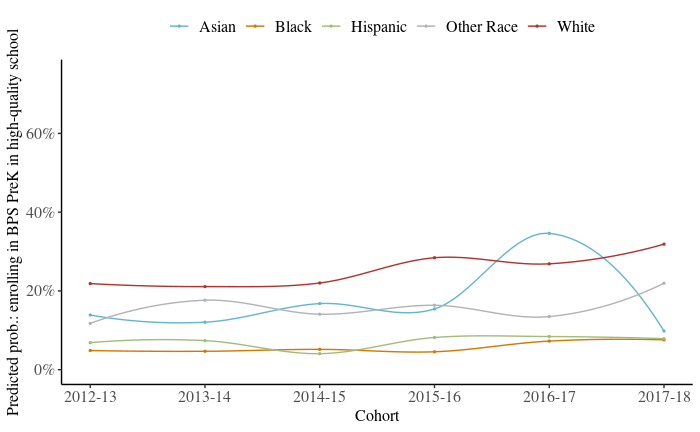 Asian Black Hispanic Other Race White
Predicted prob.: enrolling in BPS PreK in high-quality school
60%
40%
20%
0%
2012-13 2013-14 2014-15 2015-16 2016-17 2017-18
Cohort